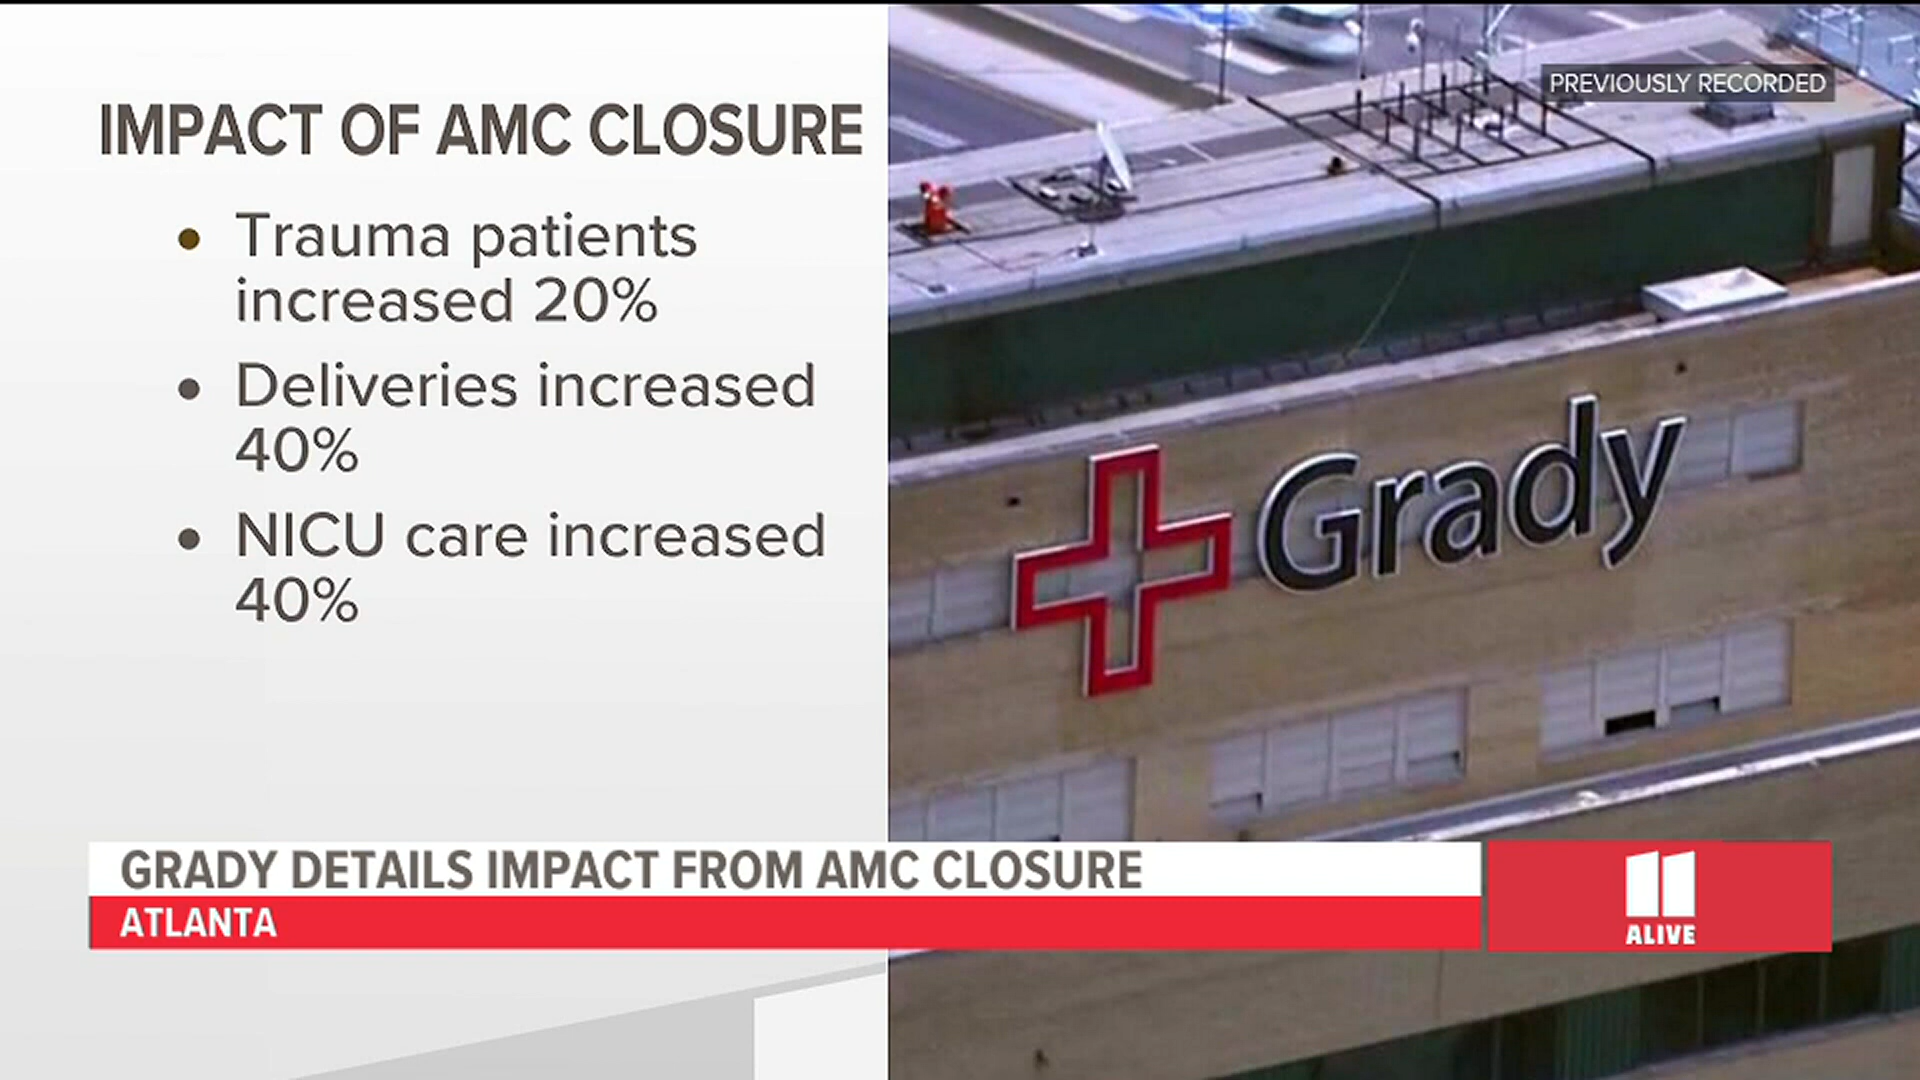 IMPACT OF AMC CLOSURE
• Trauma patients
increased 20%
• Deliveries increased
40%
• NICU care increased
40%
PREVIOUSLY RECORDED
Grady
GRADY DETAILS IMPACT FROM AMC CLOSURE
ATLANTA
11
ALIVE